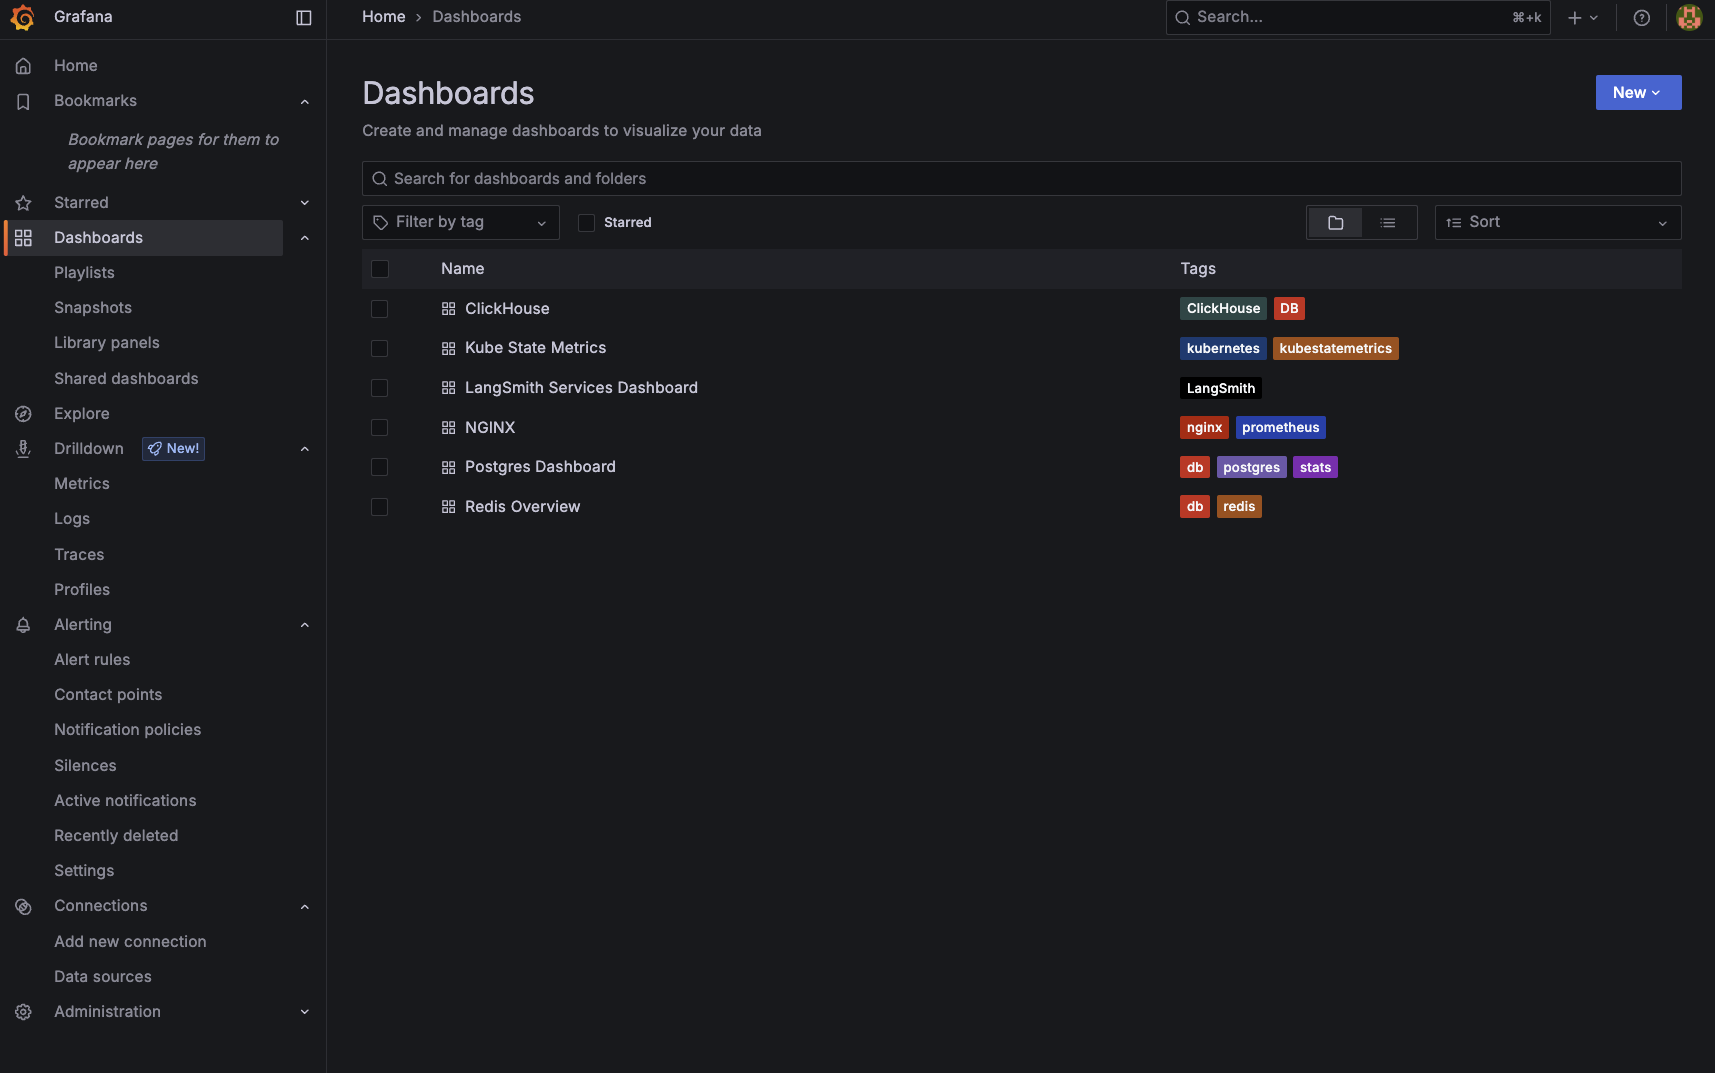 Grafana
Home › Dashboards
Search...
⌘+k
Home
Bookmarks
Bookmark pages for them to
appear here
Starred
Dashboards
Playlists
Snapshots
Library panels
Shared dashboards
Explore
Drilldown New!
Metrics
Logs
Traces
Profiles
Alerting
Alert rules
Contact points
Notification policies
Silences
Active notifications
Recently deleted
Settings
Connections
Add new connection
Data sources
Administration
Dashboards
New
Create and manage dashboards to visualize your data
Search for dashboards and folders
Filter by tag
Starred
Sort
Name Tags
ClickHouse ClickHouse DB
Kube State Metrics kubernetes kubestatemetrics
LangSmith Services Dashboard LangSmith
NGINX nginx prometheus
Postgres Dashboard db postgres stats
Redis Overview db redis